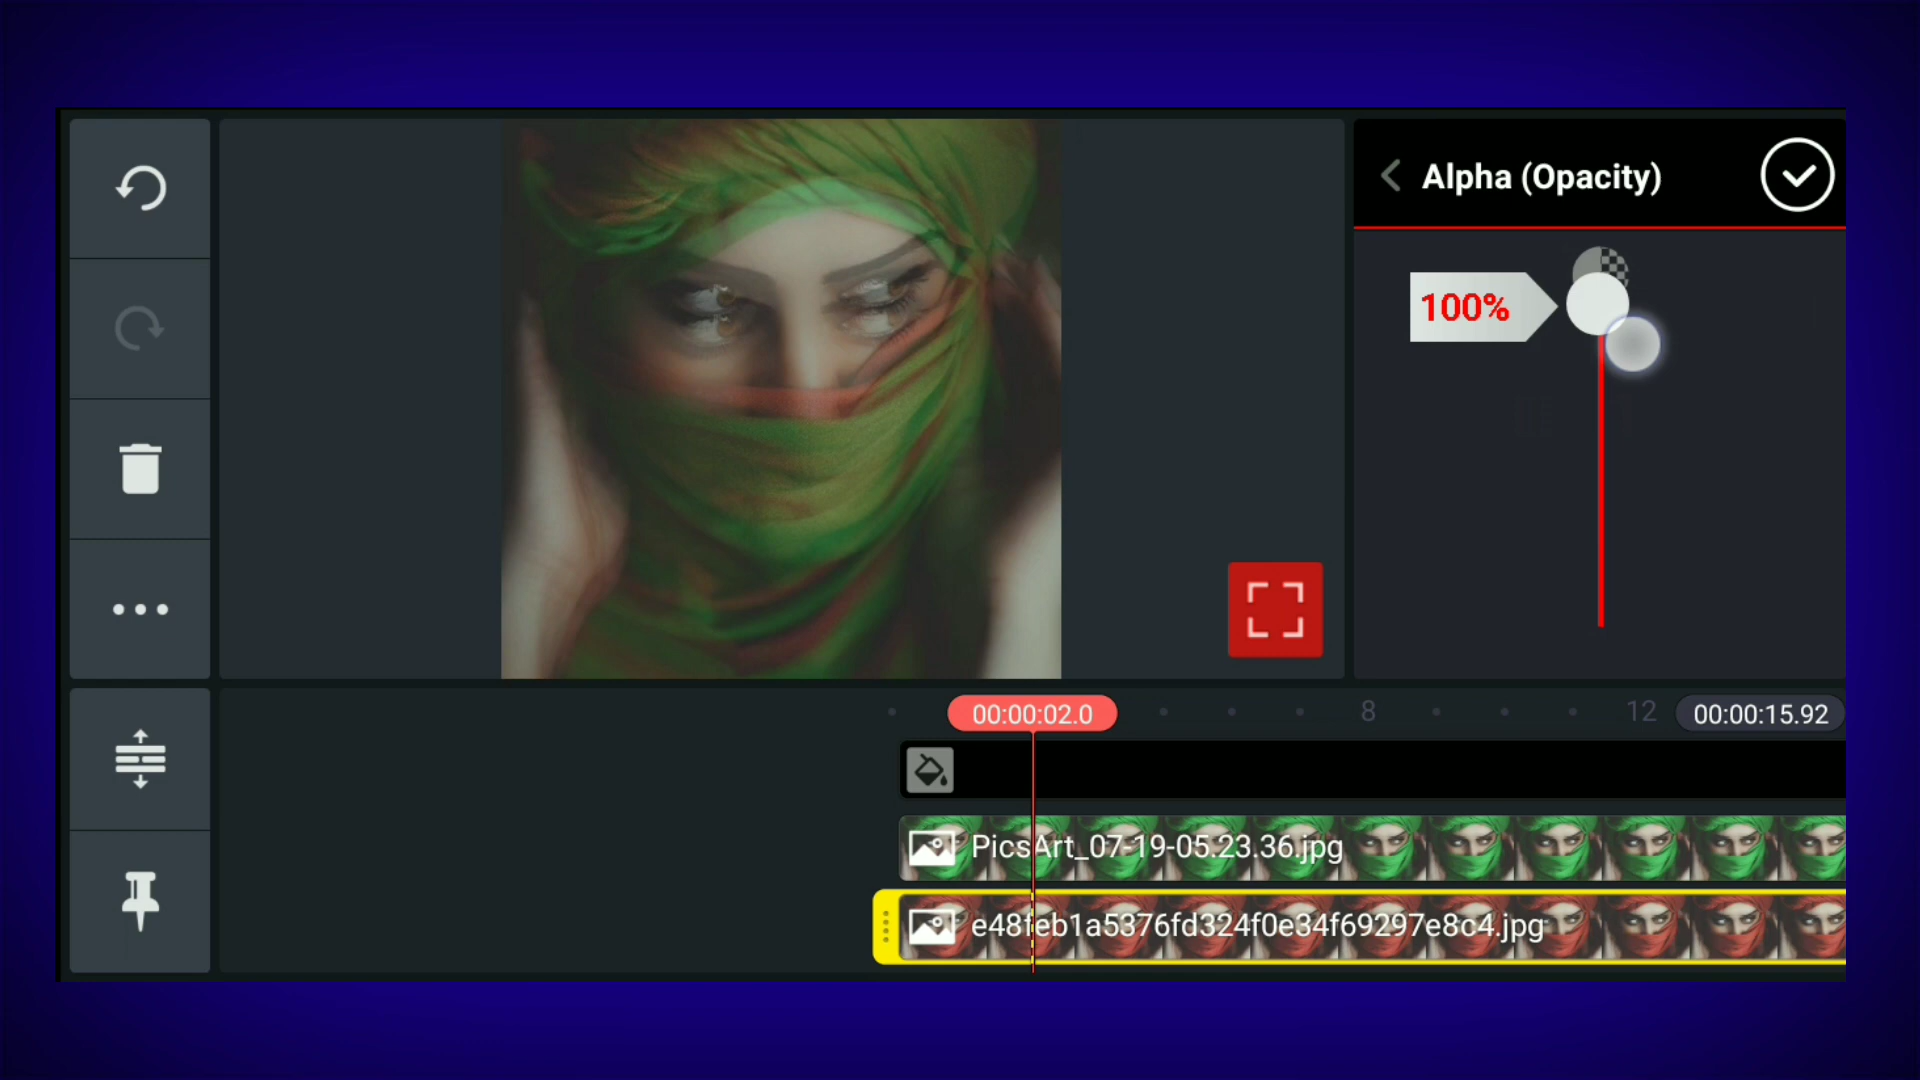 Alpha (Opacity)
100%
00:00:02.0
8
12
00:00:15.92
PicsArt_07-19-05.23.36.jpg
e48feb1a5376fd324f0e34f69297e8c4.jpg